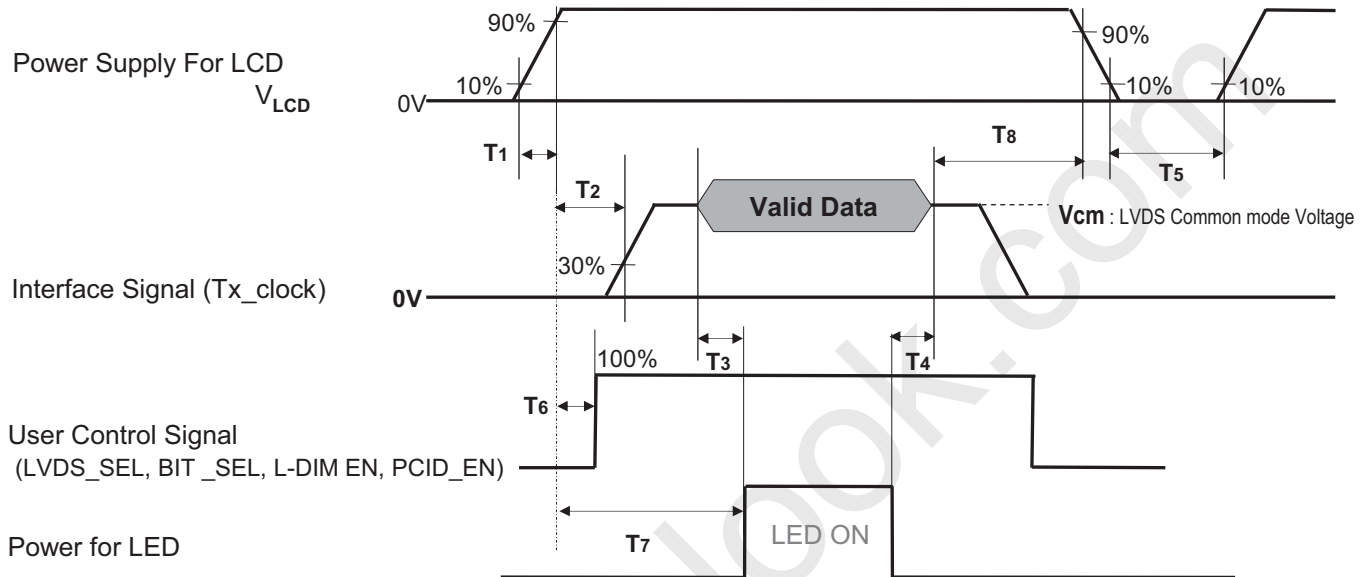 90%
90%
Power Supply For LCD
10%
10%
10%
VLCD
0V
T1
T8
T5
T2
Valid Data
Vcm : LVDS Common mode Voltage
30%
Interface Signal (Tx_clock)
0V
100%
T3
T4
T6
User Control Signal
(LVDS_SEL, BIT _SEL, L-DIM EN, PCID_EN)
LED ON
T7
Power for LED
look.com